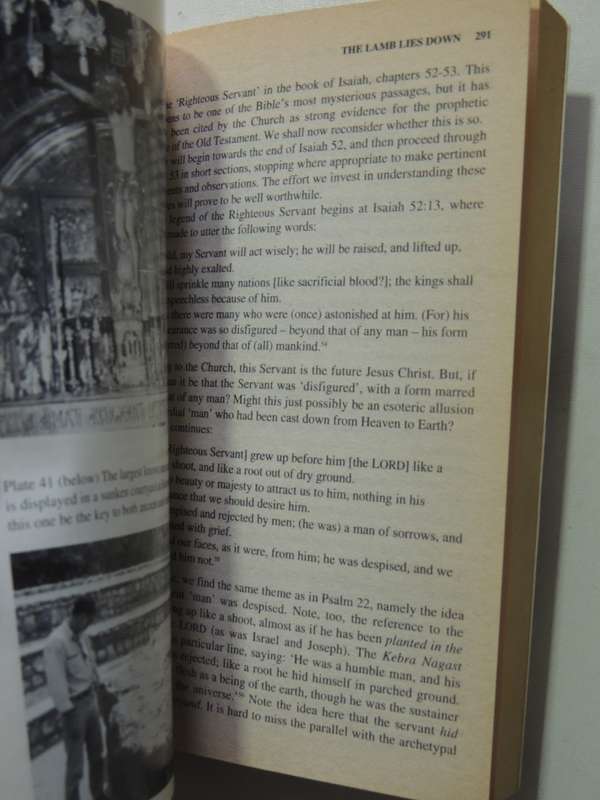 Plate 41 (below) The largest known
is displayed in a sunken courtyard
this one be the key to both
THE LAMB LIES DOWN 291
'Righteous Servant' in the book of Isaiah, chapters 52-53. This
to be one of the Bible's most mysterious passages, but it has
been cited by the Church as strong evidence for the prophetic
of the Old Testament. We shall now reconsider whether this is so.
will begin towards the end of Isaiah 52, and then proceed through
53 in short sections, stopping where appropriate to make pertinent
and observations. The effort we invest in understanding these
will prove to be well worthwhile.
legend of the Righteous Servant begins at Isaiah 52:13, where
made to utter the following words:
my Servant will act wisely; he will be raised, and lifted up,
highly exalted.
sprinkle many nations [like sacrificial blood?]; the kings shall
speechless because of him.
there were many who were (once) astonished at him. (For) his
was so disfigured – beyond that of any man – his form
beyond that of (all) mankind.
to the Church, this Servant is the future Jesus Christ. But, if
it be that the Servant was 'disfigured', with a form marred
of any man? Might this just possibly be an esoteric allusion
'man' who had been cast down from Heaven to Earth?
continues:
Righteous Servant] grew up before him [the LORD] like a
shoot, and like a root out of dry ground.
beauty or majesty to attract us to him, nothing in his
that we should desire him.
and rejected by men; (he was) a man of sorrows, and
with grief.
our faces, as it were, from him; he was despised, and we
him not.
we find the same theme as in Psalm 22, namely the idea
'man' was despised. Note, too, the reference to the
up like a shoot, almost as if he has been planted in the
LORD (as was Israel and Joseph). The Kebra Nagast
particular line, saying: 'He was a humble man, and his
rejected; like a root he hid himself in parched ground.
flesh as a being of the earth, though he was the sustainer
the universe.' Note the idea here that the servant hid
It is hard to miss the parallel with the archetypal